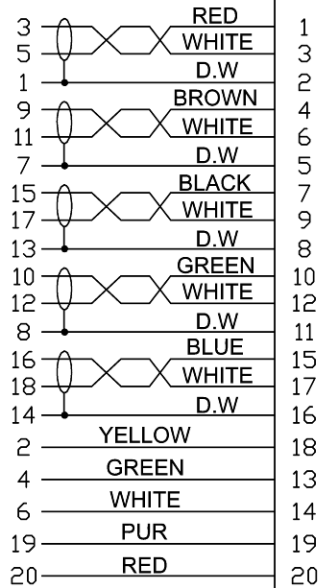 3 RED 1
5 WHITE 3
1 D.W 2
9 BROWN 4
11 WHITE 6
7 D.W 5
15 BLACK 7
17 WHITE 9
13 D.W 8
10 GREEN 10
12 WHITE 12
8 D.W 11
16 BLUE 15
18 WHITE 17
14 D.W 16
2 YELLOW 18
4 GREEN 13
6 WHITE 14
19 PUR 19
20 RED 20